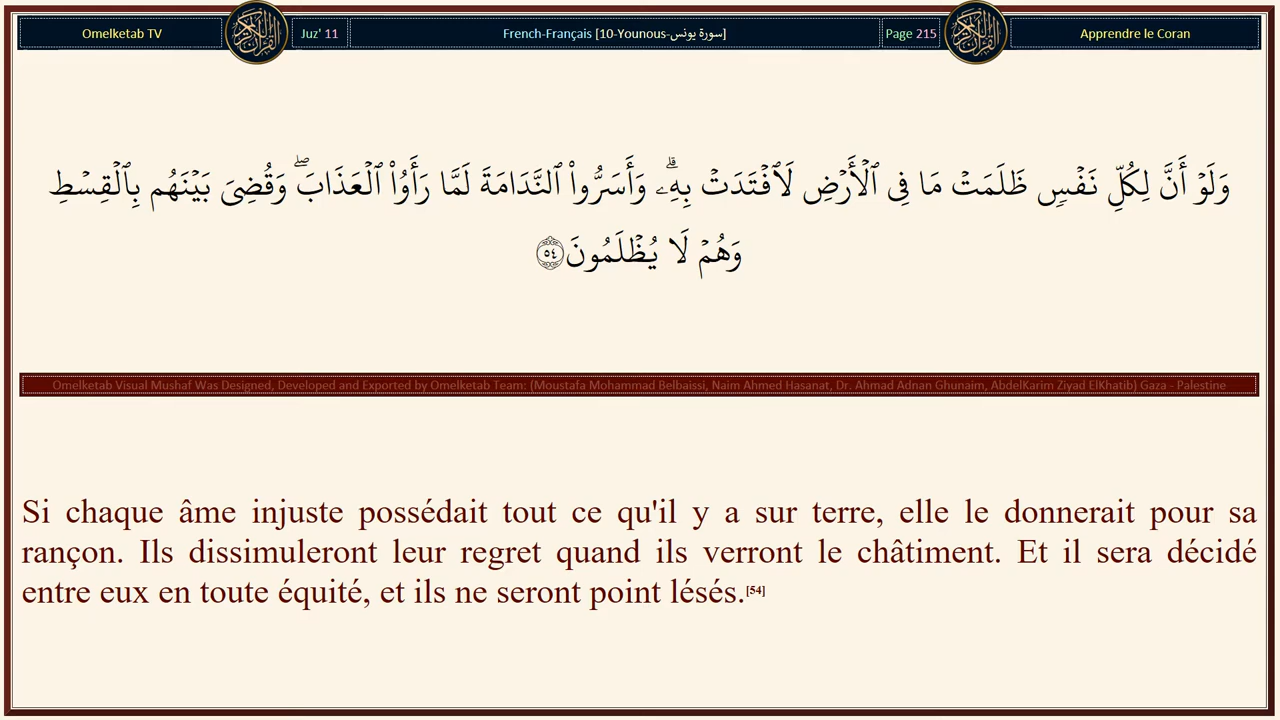 Omelketab TV
Juz' 11
French-Français [10-Younous-سورة يونس]
Page 215
Apprendre le Coran
وَلَوۡ أَنَّ لِكُلِّ نَفۡسٖ ظَلَمَتۡ مَا فِي ٱلۡأَرۡضِ لَٱفۡتَدَتۡ بِهِۦۗ وَأَسَرُّواْ ٱلنَّدَامَةَ لَمَّا رَأَوُاْ ٱلۡعَذَابَۖ وَقُضِيَ بَيۡنَهُم بِٱلۡقِسۡطِ
وَهُمۡ لَا يُظۡلَمُونَ ٥٤
Omelketab Visual Mushaf Was Designed, Developed and Exported by Omelketab Team: (Moustafa Mohammad Belbaissi, Naim Ahmed Hasanat, Dr. Ahmad Adnan Ghunaim, AbdelKarim Ziyad ElKhatib) Gaza - Palestine
Si chaque âme injuste possédait tout ce qu'il y a sur terre, elle le donnerait pour sa
rançon. Ils dissimuleront leur regret quand ils verront le châtiment. Et il sera décidé
entre eux en toute équité, et ils ne seront point lésés.[54]